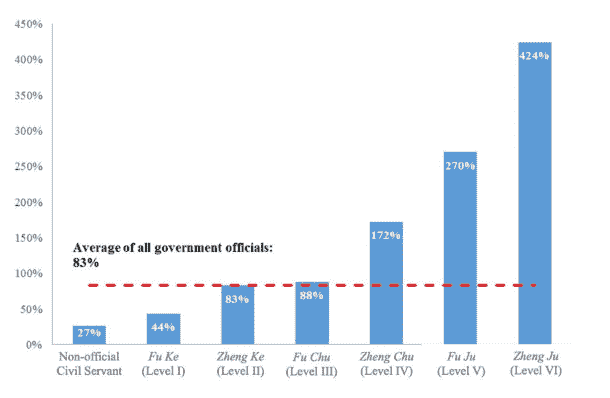 450%
400%
350%
300%
250%
200%
150%
100%
50%
0%
Average of all government officials:
83%
27%
44%
83%
88%
172%
270%
424%
Non-official
Civil Servant
Fu Ke
(Level I)
Zheng Ke
(Level II)
Fu Chu
(Level III)
Zheng Chu
(Level IV)
Fu Ju
(Level V)
Zheng Ju
(Level VI)